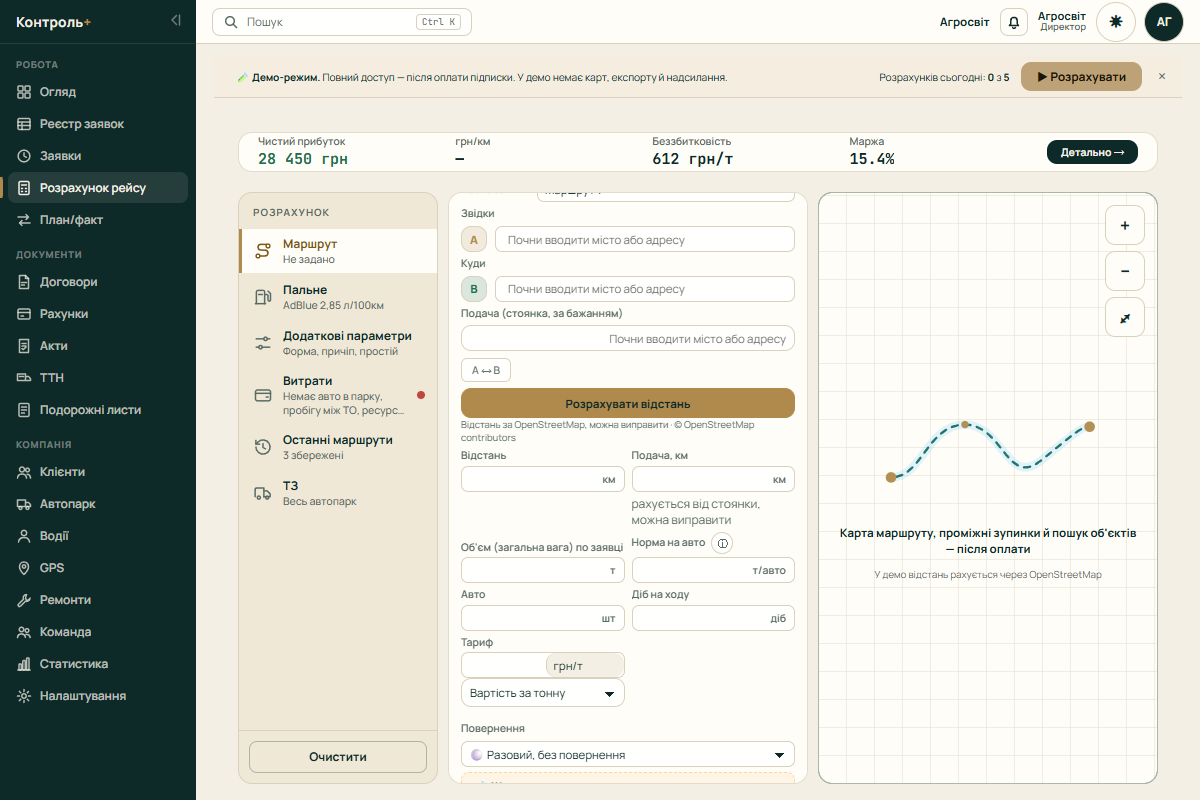 Контроль+
Пошук
Ctrl K
Агросвіт
Агросвіт
Директор
АГ
РОБОТА
Огляд
Реєстр заявок
Заявки
Розрахунок рейсу
План/факт
ДОКУМЕНТИ
Договори
Рахунки
Акти
ТТН
Подорожні листи
КОМПАНІЯ
Клієнти
Автопарк
Водії
GPS
Ремонти
Команда
Статистика
Налаштування
Демо-режим. Повний доступ — після оплати підписки. У демо немає карт, експорту й надсилання.
Розрахунків сьогодні: 0 з 5
▶ Розрахувати
×
Чистий прибуток
28 450 грн
грн/км
—
Беззбитковість
612 грн/т
Маржа
15.4%
Детально →
РОЗРАХУНОК
Маршрут
Не задано
Пальне
AdBlue 2,85 л/100км
Додаткові параметри
Форма, причіп, простій
Витрати
Немає авто в парку,
пробігу між ТО, ресурс…
Останні маршрути
3 збережені
ТЗ
Весь автопарк
Очистити
Звідки
A
Почни вводити місто або адресу
Куди
B
Почни вводити місто або адресу
Подача (стоянка, за бажанням)
Почни вводити місто або адресу
A ↔ B
Розрахувати відстань
Відстань за OpenStreetMap, можна виправити · © OpenStreetMap
contributors
Відстань
км
Подача, км
км
рахується від стоянки,
можна виправити
Об'єм (загальна вага) по заявці
т
Норма на авто
т/авто
Авто
шт
Діб на ходу
діб
Тариф
грн/т
Вартість за тонну
Повернення
Разовий, без повернення
+
−
Карта маршруту, проміжні зупинки й пошук об'єктів
— після оплати
У демо відстань рахується через OpenStreetMap